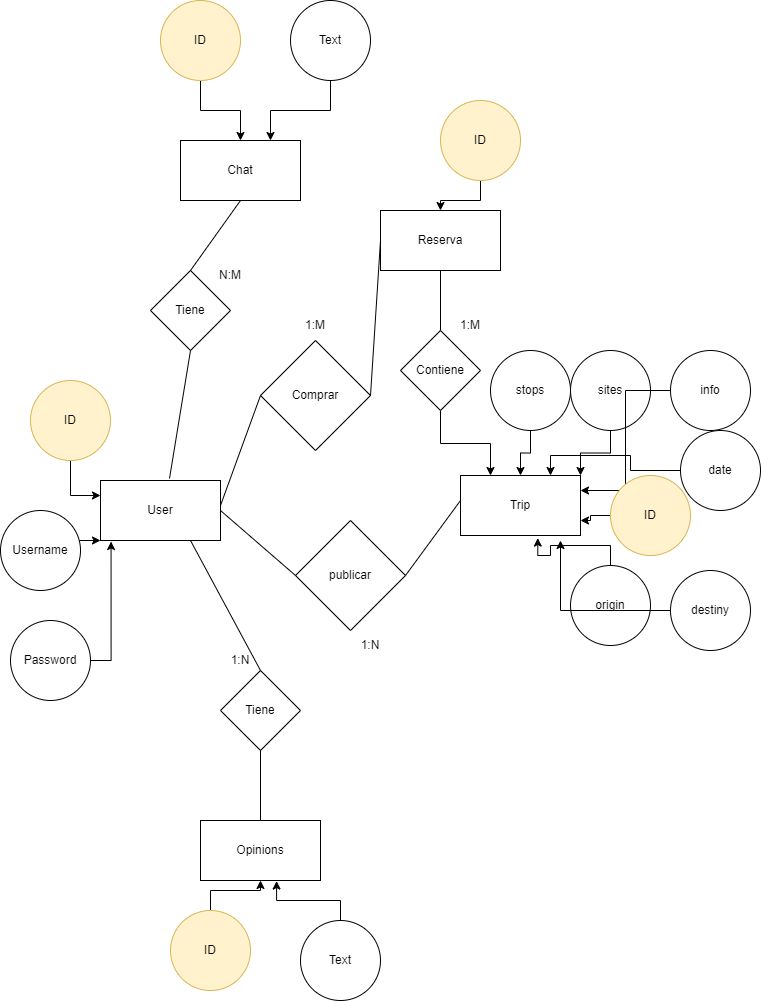 ID
Text
Chat
ID
Reserva
N:M
Tiene
1:M
1:M
Contiene
Comprar
stops
sites
info
ID
date
User
Trip
ID
Username
publicar
origin
destiny
1:N
Password
1:N
Tiene
Opinions
ID
Text